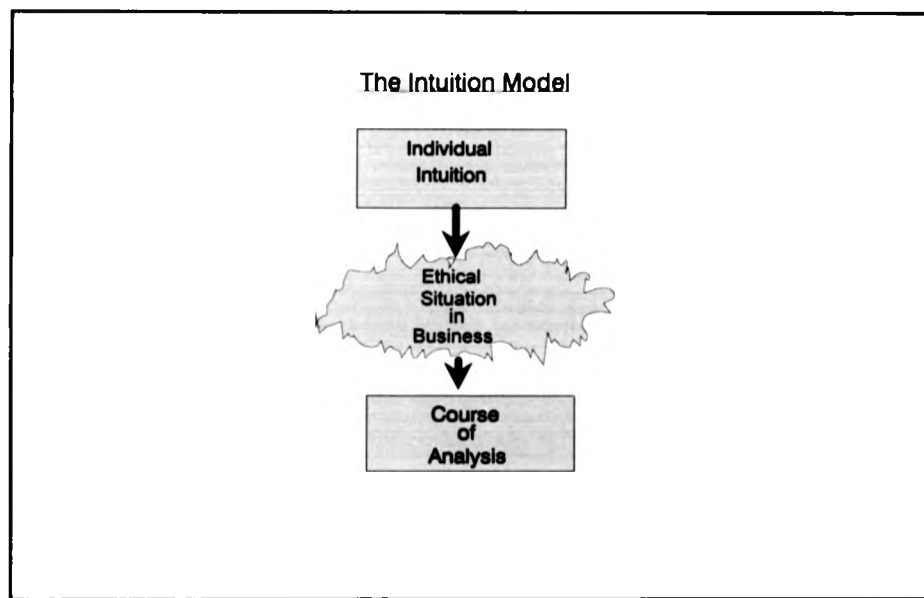 The Intuition Model
Individual
Intuition
Ethical
Situation
in
Business
Course
of
Analysis